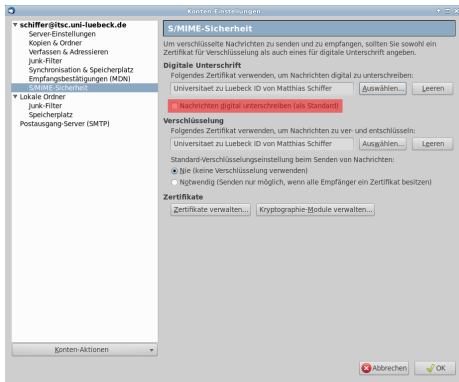 Konten-Einstellungen
schiffer@itsc.uni-luebeck.de
Server-Einstellungen
Kopien & Ordner
Verfassen & Adressieren
Junk-Filter
Synchronisation & Speicherplatz
Empfangsbestätigungen (MDN)
S/MIME-Sicherheit
Lokale Ordner
Junk-Filter
Speicherplatz
Postausgang-Server (SMTP)
Konten-Aktionen
S/MIME-Sicherheit
Um verschlüsselte Nachrichten zu senden und zu empfangen, sollten Sie sowohl ein
Zertifikat für Verschlüsselung als auch eines für digitale Unterschrift angeben.
Digitale Unterschrift
Folgendes Zertifikat verwenden, um Nachrichten digital zu unterschreiben:
Universitaet zu Luebeck ID von Matthias Schiffer Auswählen... Leeren
Nachrichten digital unterschreiben (als Standard)
Verschlüsselung
Folgendes Zertifikat verwenden, um Nachrichten zu ver- und entschlüsseln:
Universitaet zu Luebeck ID von Matthias Schiffer Auswählen... Leeren
Standard-Verschlüsselungseinstellung beim Senden von Nachrichten:
Nie (keine Verschlüsselung verwenden)
Notwendig (Senden nur möglich, wenn alle Empfänger ein Zertifikat besitzen)
Zertifikate
Zertifikate verwalten... Kryptographie-Module verwalten...
Abbrechen OK